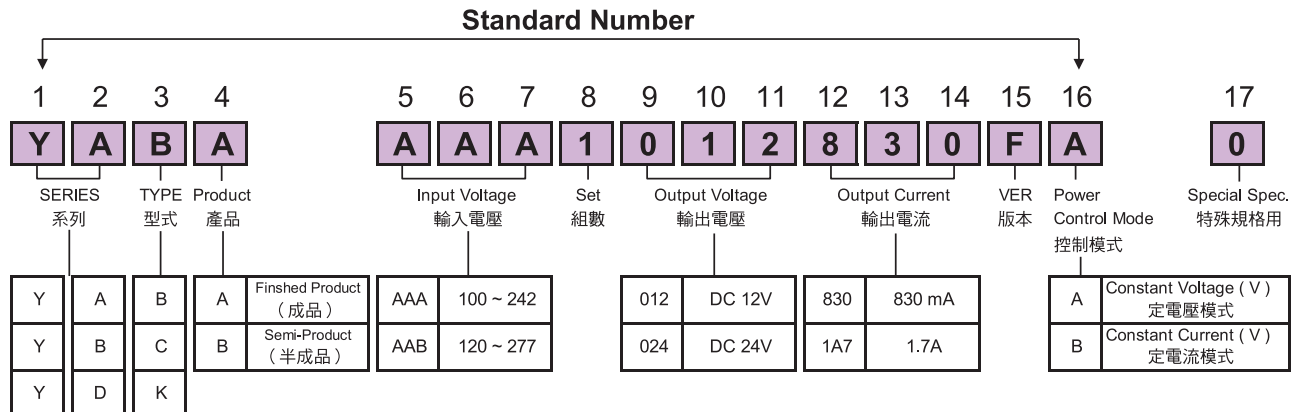 Standard Number
1 2 3 4 5 6 7 8 9 10 11 12 13 14 15 16 17
Y A B A A A A 1 0 1 2 8 3 0 F A 0
SERIES
系列
TYPE
型式
Product
產品
Input Voltage
輸入電壓
Set
組數
Output Voltage
輸出電壓
Output Current
輸出電流
VER
版本
Power
Control Mode
控制模式
Special Spec.
特殊規格用
Y A B
Y B C
Y D K
A Finshed Product
（成品）
B Semi-Product
（半成品）
AAA 100 ~ 242
AAB 120 ~ 277
012 DC 12V
024 DC 24V
830 830 mA
1A7 1.7A
A Constant Voltage ( V )
定電壓模式
B Constant Current ( V )
定電流模式